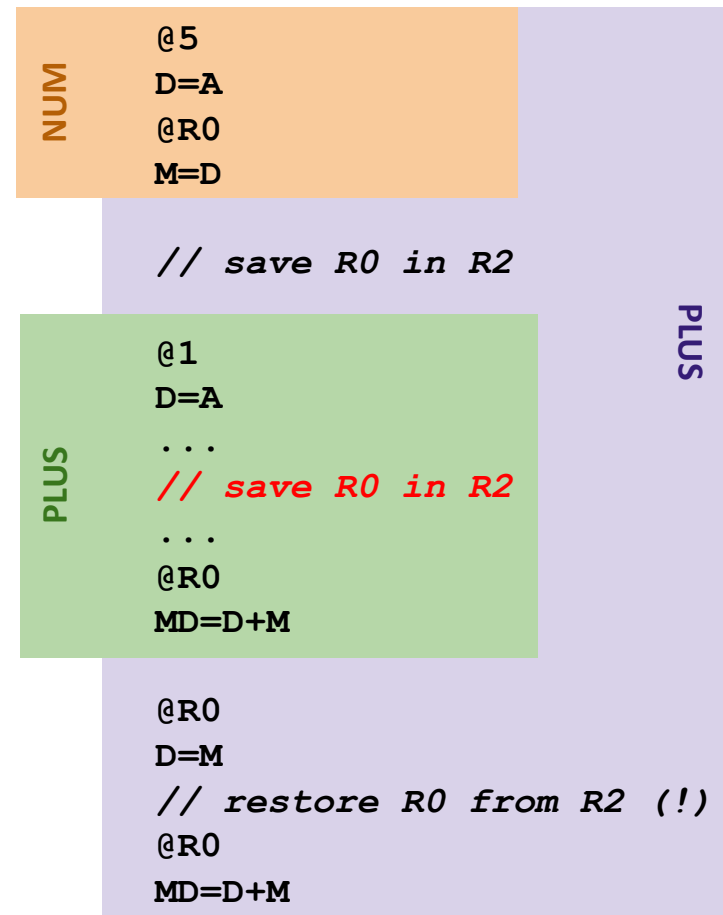 NUM
@5
D=A
@R0
M=D
// save R0 in R2
PLUS
PLUS
@1
D=A
...
// save R0 in R2
...
@R0
MD=D+M
@R0
D=M
// restore R0 from R2 (!)
@R0
MD=D+M